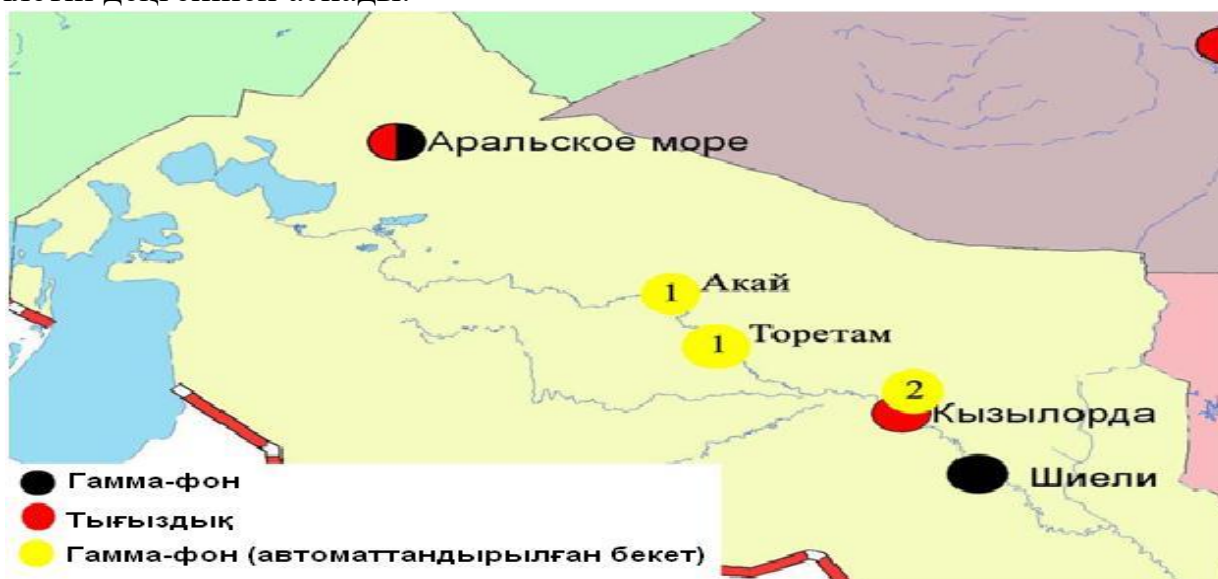 Аральское море
1
Акай
1
Торетам
2
Кызылорда
Шиели
Гамма-фон
Тығыздық
Гамма-фон (автоматтандырылған бекет)